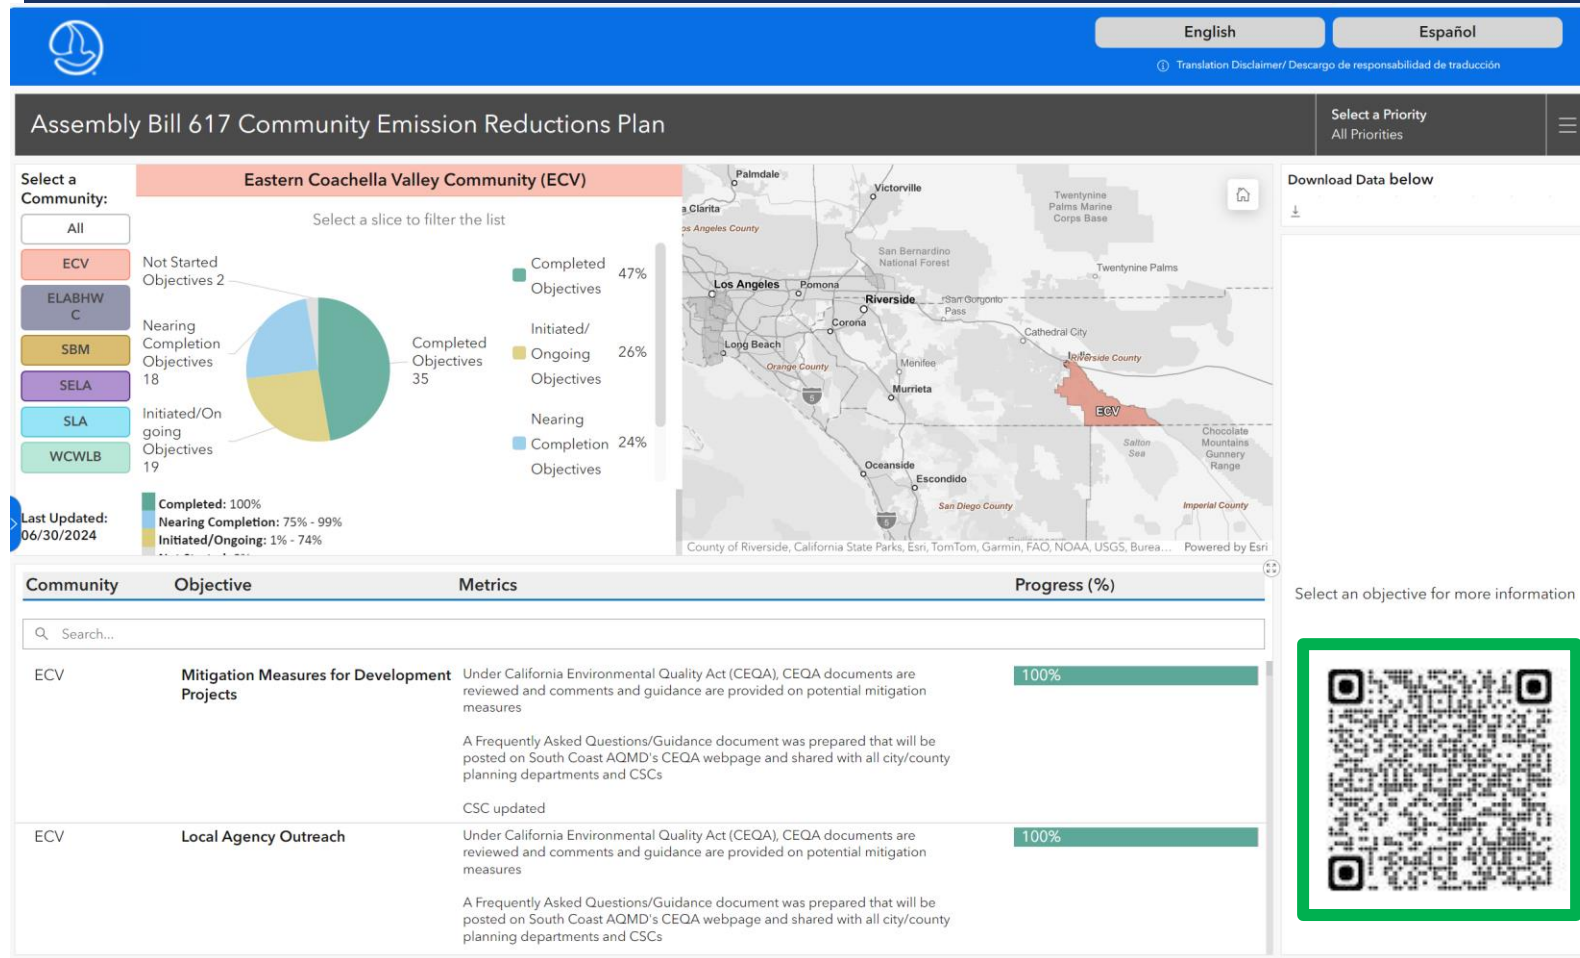 English
Español
Translation Disclaimer/ Descargo de responsabilidad de traducción
Assembly Bill 617 Community Emission Reductions Plan
Select a Priority
All Priorities
Select a
Community:
All
ECV
ELABHW
C
SBM
SELA
SLA
WCWLB
Last Updated:
06/30/2024
Eastern Coachella Valley Community (ECV)
Select a slice to filter the list
Not Started
Objectives 2
Nearing
Completion
Objectives
18
Initiated/On
going
Objectives
19
Completed
Objectives
35
Completed
Objectives
47%
Initiated/
Ongoing
Objectives
26%
Nearing
Completion
Objectives
24%
Completed: 100%
Nearing Completion: 75% - 99%
Initiated/Ongoing: 1% - 74%
Palmdale
Victorville
a Clarita
os Angeles County
Twentynine
Palms Marine
Corps Base
San Bernardino
National Forest
Twentynine Palms
Los Angeles
Pomona
Riverside
San Gorgonio
Pass
Corona
Cathedral City
Long Beach
Riverside County
Orange County
Menifee
Murrieta
5
ECV
Salton
Sea
Chocolate
Mountains
Gunnery
Range
Oceanside
Escondido
San Diego County
Imperial County
5
County of Riverside, California State Parks, Esri, TomTom, Garmin, FAO, NOAA, USGS, Burea...
Powered by Esri
Download Data below
Select an objective for more information
Community
Objective
Metrics
Progress (%)
Search...
ECV
Mitigation Measures for Development
Projects
Under California Environmental Quality Act (CEQA), CEQA documents are
reviewed and comments and guidance are provided on potential mitigation
measures
A Frequently Asked Questions/Guidance document was prepared that will be
posted on South Coast AQMD's CEQA webpage and shared with all city/county
planning departments and CSCs
CSC updated
100%
ECV
Local Agency Outreach
Under California Environmental Quality Act (CEQA), CEQA documents are
reviewed and comments and guidance are provided on potential mitigation
measures
A Frequently Asked Questions/Guidance document was prepared that will be
posted on South Coast AQMD's CEQA webpage and shared with all city/county
planning departments and CSCs
100%